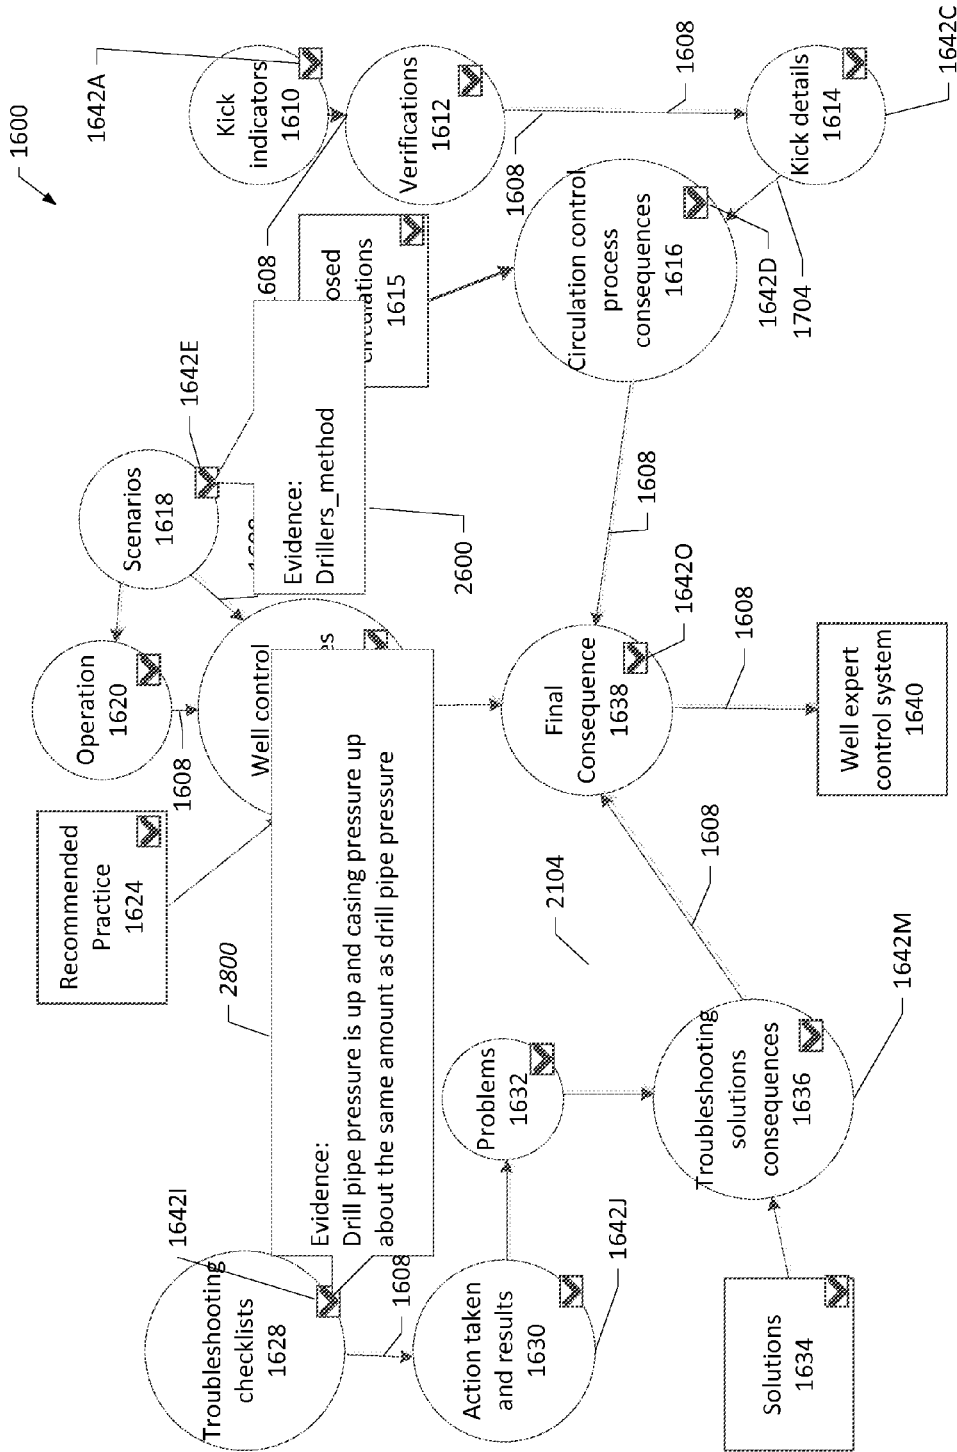 1600
1642A
Kick
indicators
1610
Verifications
1612
1608
1608
Kick details
1614
1642C
608
osed
circulations
1615
Circulation control
process
consequences
1616
1642D
1704
1642E
Scenarios
1618
Evidence:
Drillers_method
2600
1608
Operation
1620
1608
Well control
Final
Consequence
1638
1642O
1608
Well expert
control system
1640
Recommended
Practice
1624
2800
Evidence:
Drill pipe pressure is up and casing pressure up
about the same amount as drill pipe pressure
2104
1608
Problems
1632
Troubleshooting
solutions
consequences
1636
1642M
1642I
Troubleshooting
checklists
1628
1608
Action taken
and results
1630
1642J
Solutions
1634